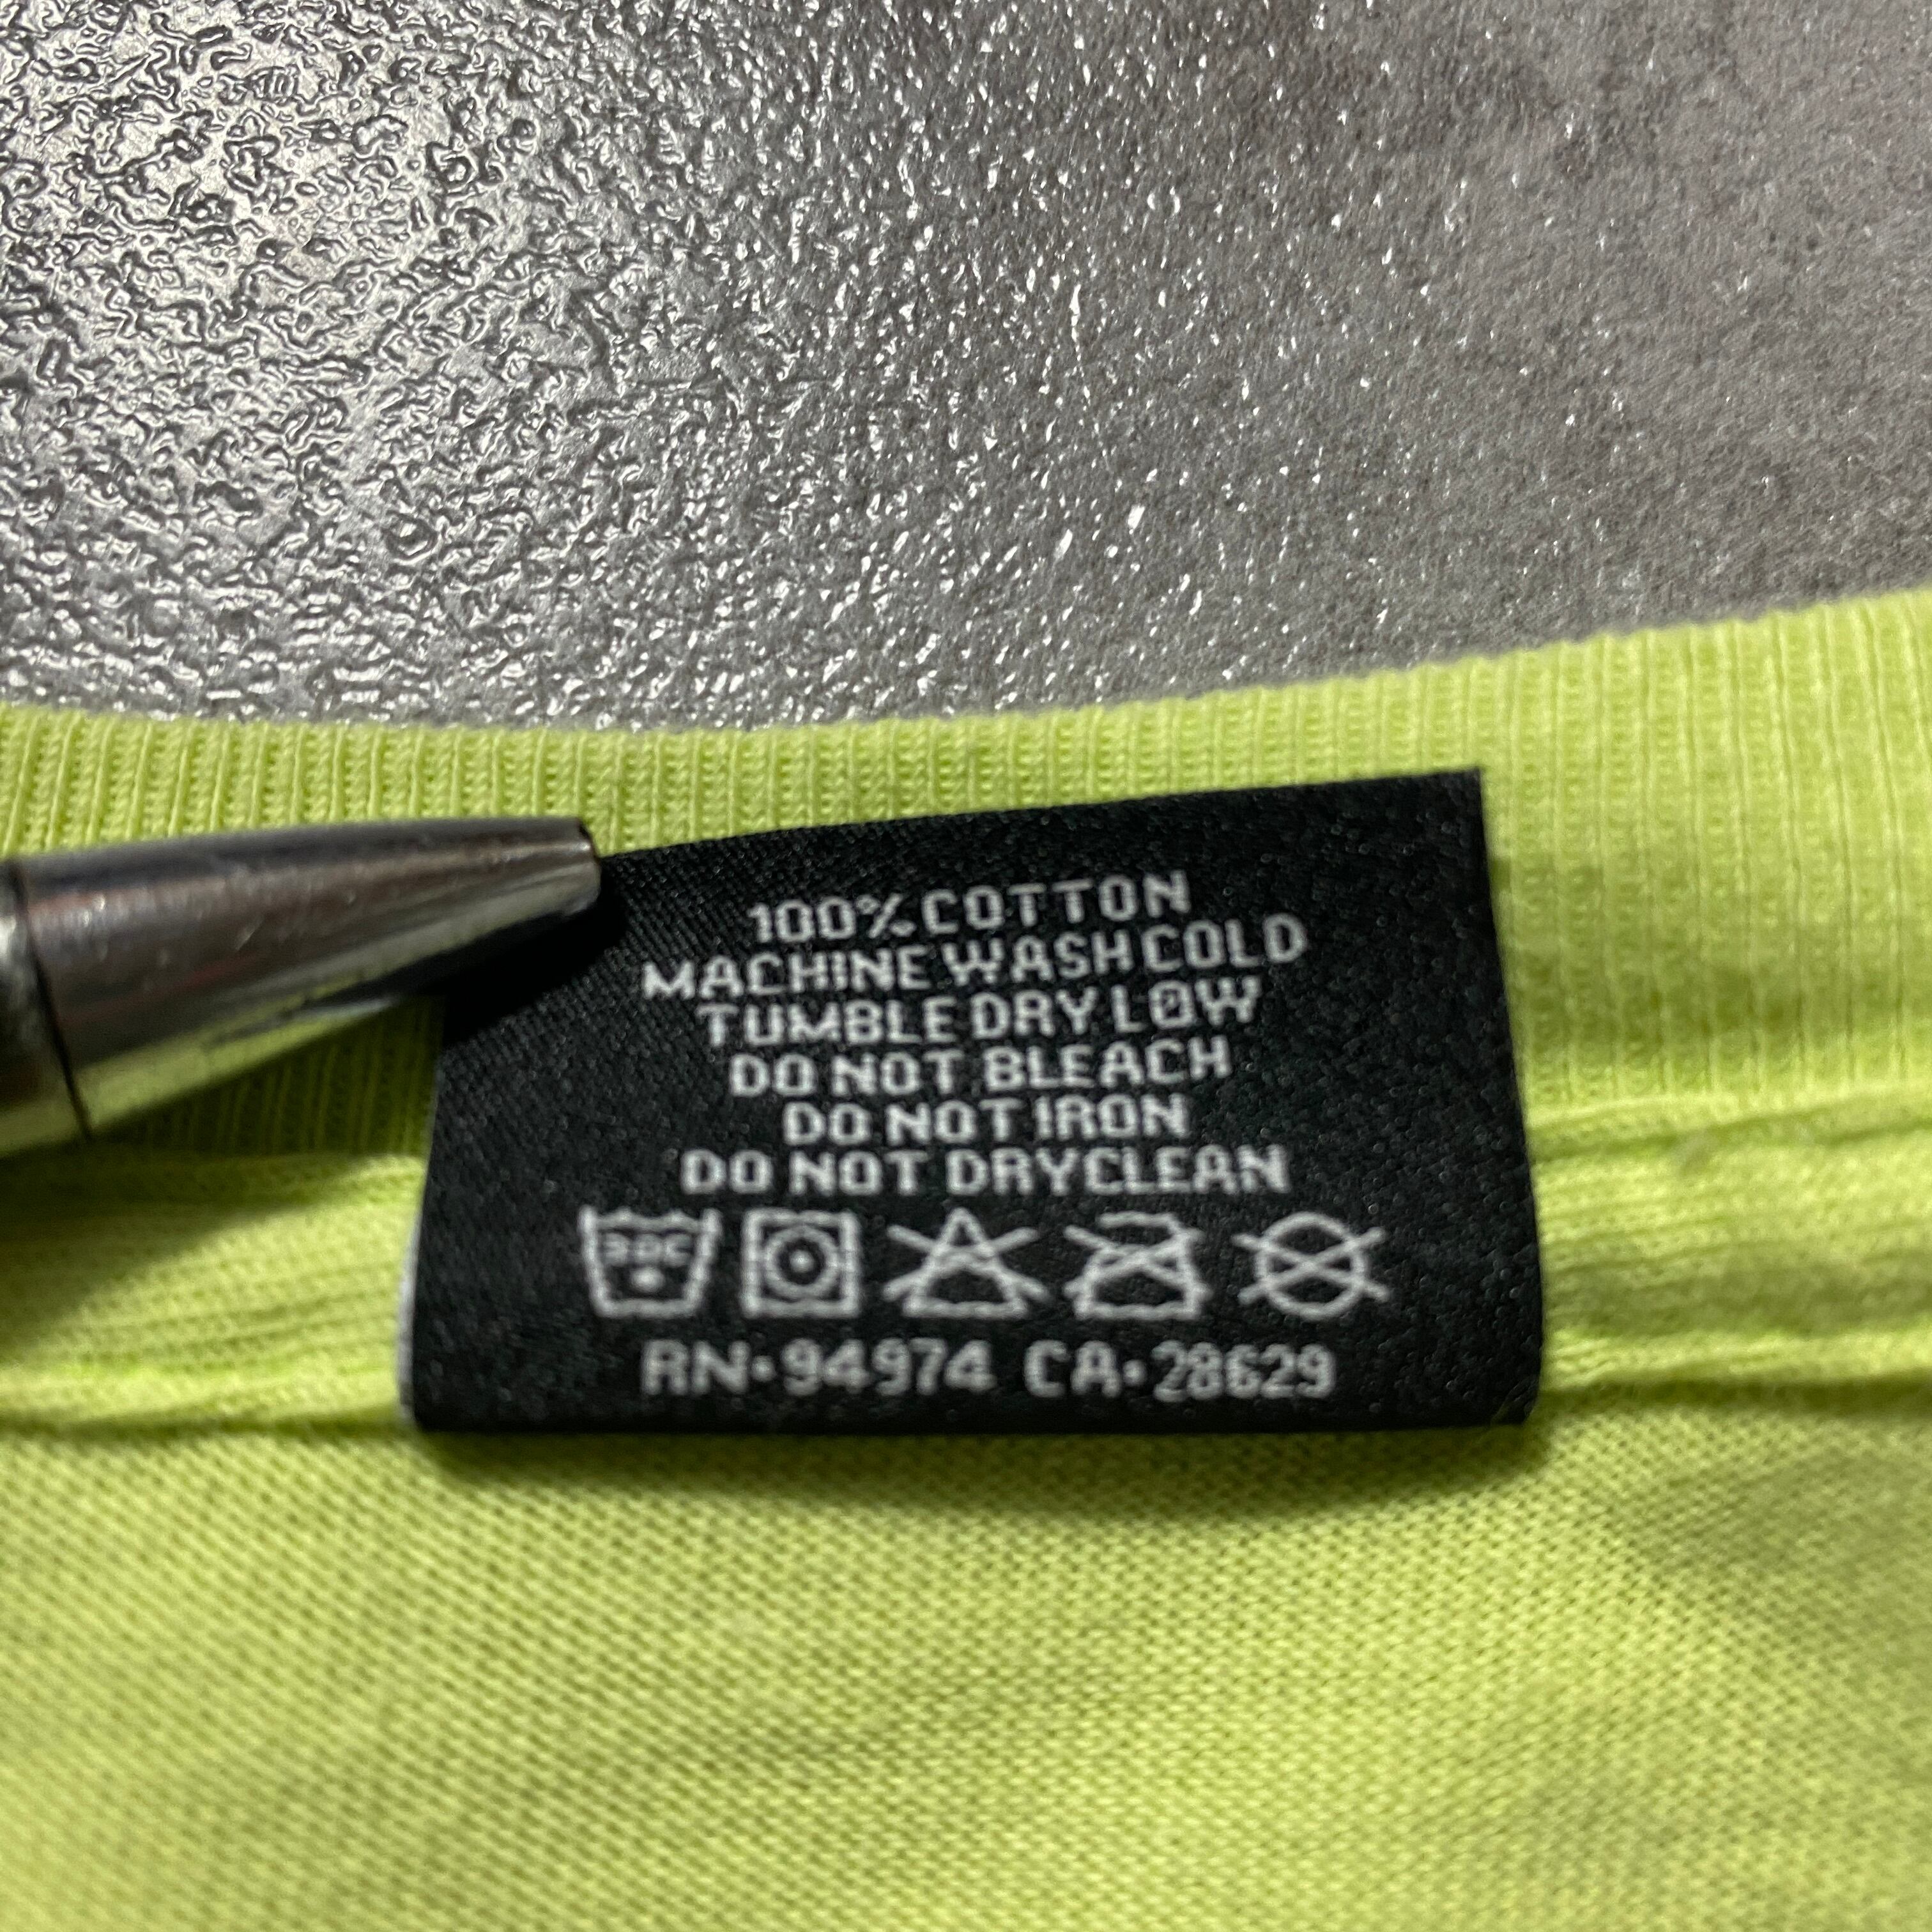 100% COTTON
MACHINE WASH COLD
TUMBLE DRY LOW
DO NOT BLEACH
DO NOT IRON
DO NOT DRYCLEAN
30C
RN·94974 CA·28629